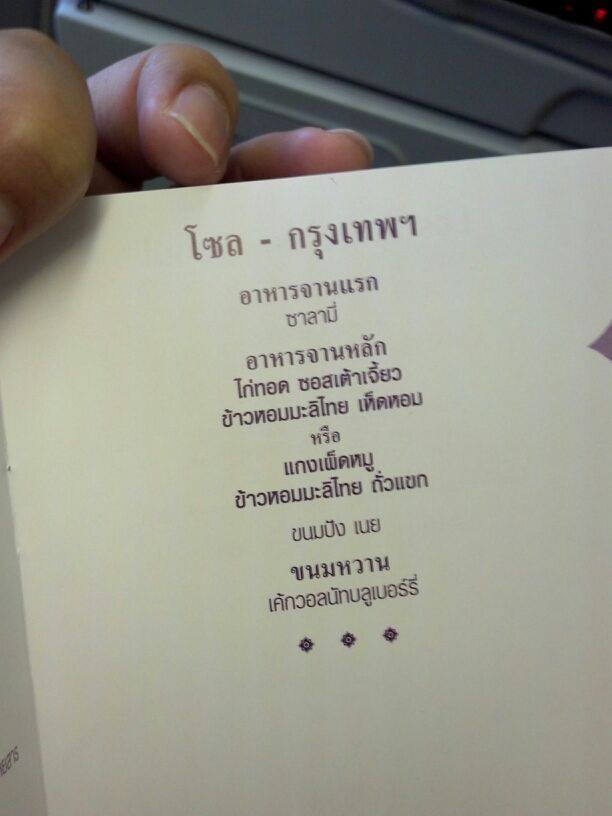 โซล - กรุงเทพฯ
อาหารจานแรก
ซาลามี่
อาหารจานหลัก
ไก่ทอด ซอสเต้าเจี้ยว
ข้าวหอมมะลิไทย เห็ดหอม
หรือ
แกงเผ็ดหมู
ข้าวหอมมะลิไทย ถั่วแขก
ขนมปัง เนย
ขนมหวาน
เค้กวอลนัทบลูเบอร์รี่